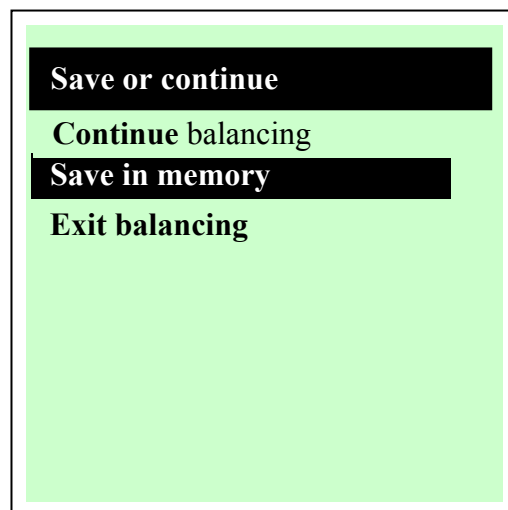 Save or continue
Continue balancing
Save in memory
Exit balancing